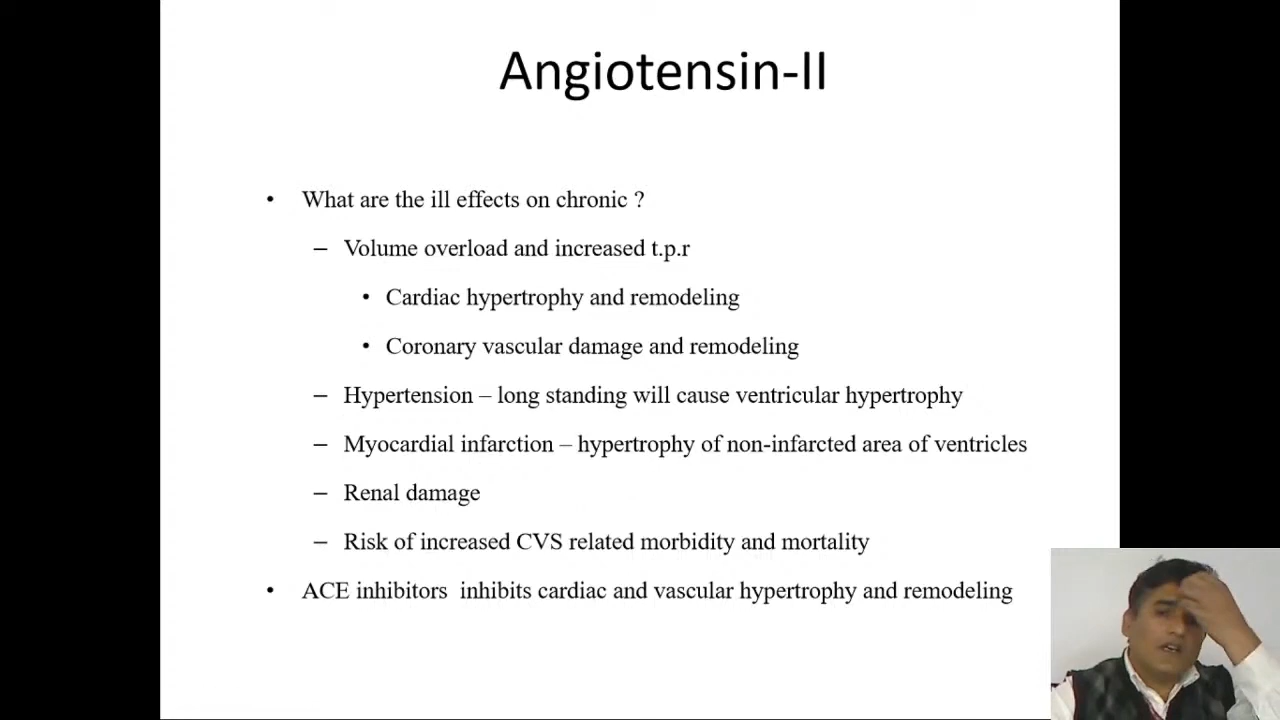 Angiotensin-II
• What are the ill effects on chronic ?
– Volume overload and increased t.p.r
• Cardiac hypertrophy and remodeling
• Coronary vascular damage and remodeling
– Hypertension – long standing will cause ventricular hypertrophy
– Myocardial infarction – hypertrophy of non-infarcted area of ventricles
– Renal damage
– Risk of increased CVS related morbidity and mortality
• ACE inhibitors  inhibits cardiac and vascular hypertrophy and remodeling